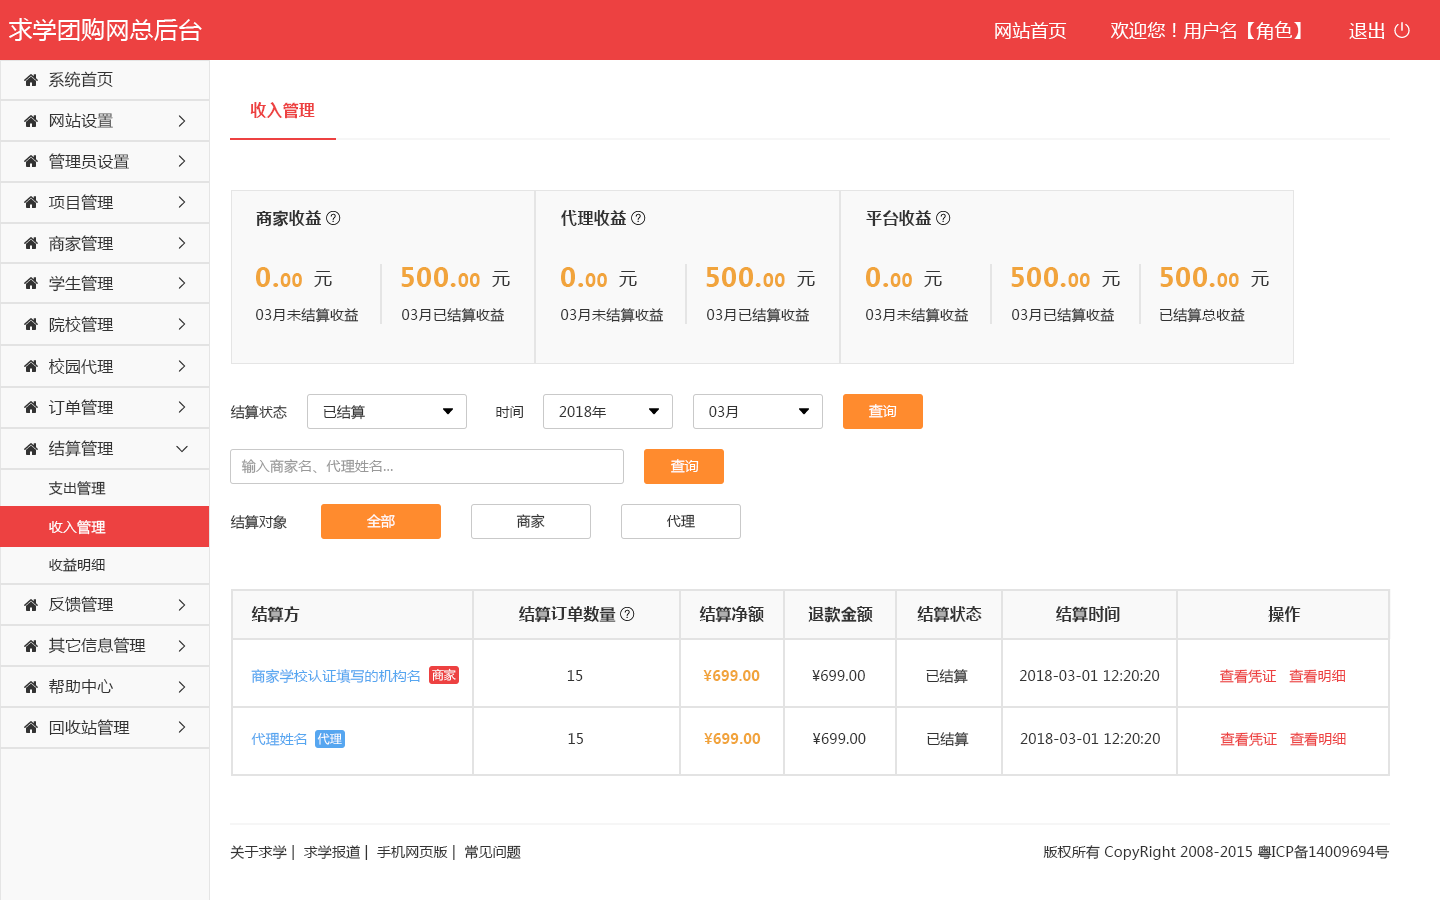 求学团购网总后台
网站首页 欢迎您！用户名【角色】 退出
系统首页
网站设置
管理员设置
项目管理
商家管理
学生管理
院校管理
校园代理
订单管理
结算管理
支出管理
收入管理
收益明细
反馈管理
其它信息管理
帮助中心
回收站管理
收入管理
商家收益 ?
0.00 元 500.00 元
03月未结算收益 03月已结算收益
代理收益 ?
0.00 元 500.00 元
03月未结算收益 03月已结算收益
平台收益 ?
0.00 元 500.00 元 500.00 元
03月未结算收益 03月已结算收益 已结算总收益
结算状态 已结算 时间 2018年 03月 查询
输入商家名、代理姓名... 查询
结算对象 全部 商家 代理
结算方 结算订单数量 ? 结算净额 退款金额 结算状态 结算时间 操作
商家学校认证填写的机构名 商家 15 ¥699.00 ¥699.00 已结算 2018-03-01 12:20:20 查看凭证 查看明细
代理姓名 代理 15 ¥699.00 ¥699.00 已结算 2018-03-01 12:20:20 查看凭证 查看明细
关于求学 | 求学报道 | 手机网页版 | 常见问题
版权所有 CopyRight 2008-2015 粤ICP备14009694号